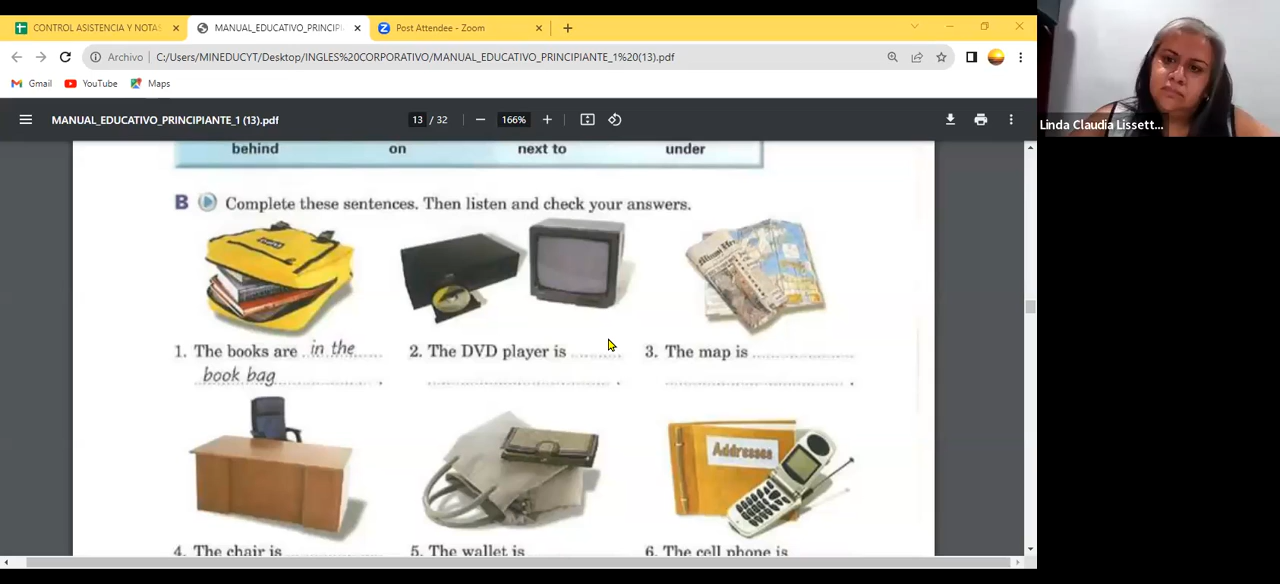 CONTROL ASISTENCIA Y NOTAS
MANUAL_EDUCATIVO_PRINCIPI
Post Attendee - Zoom
Archivo
C:/Users/MINEDUCYT/Desktop/INGLES%20CORPORATIVO/MANUAL_EDUCATIVO_PRINCIPIANTE_1%20(13).pdf
Gmail
YouTube
Maps
MANUAL_EDUCATIVO_PRINCIPIANTE_1 (13).pdf
13 / 32
166%
Linda Claudia Lissett...
behind on next to under
B Complete these sentences. Then listen and check your answers.
Addresses
1. The books are in the
book bag.
2. The DVD player is
3. The map is
4. The chair is
5. The wallet is
6. The cell phone is